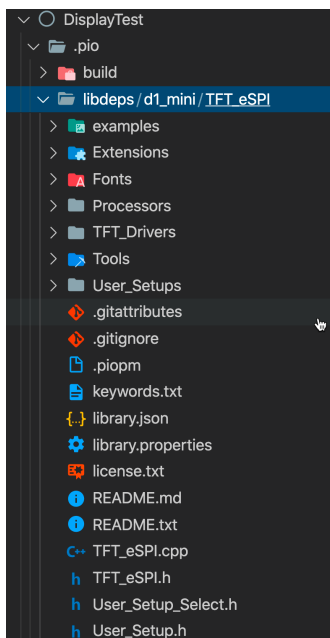 DisplayTest
.pio
build
libdeps/d1_mini/TFT_eSPI
examples
Extensions
Fonts
Processors
TFT_Drivers
Tools
User_Setups
.gitattributes
.gitignore
.piopm
keywords.txt
{..} library.json
library.properties
license.txt
README.md
README.txt
C++ TFT_eSPI.cpp
h TFT_eSPI.h
h User_Setup_Select.h
h User_Setup.h